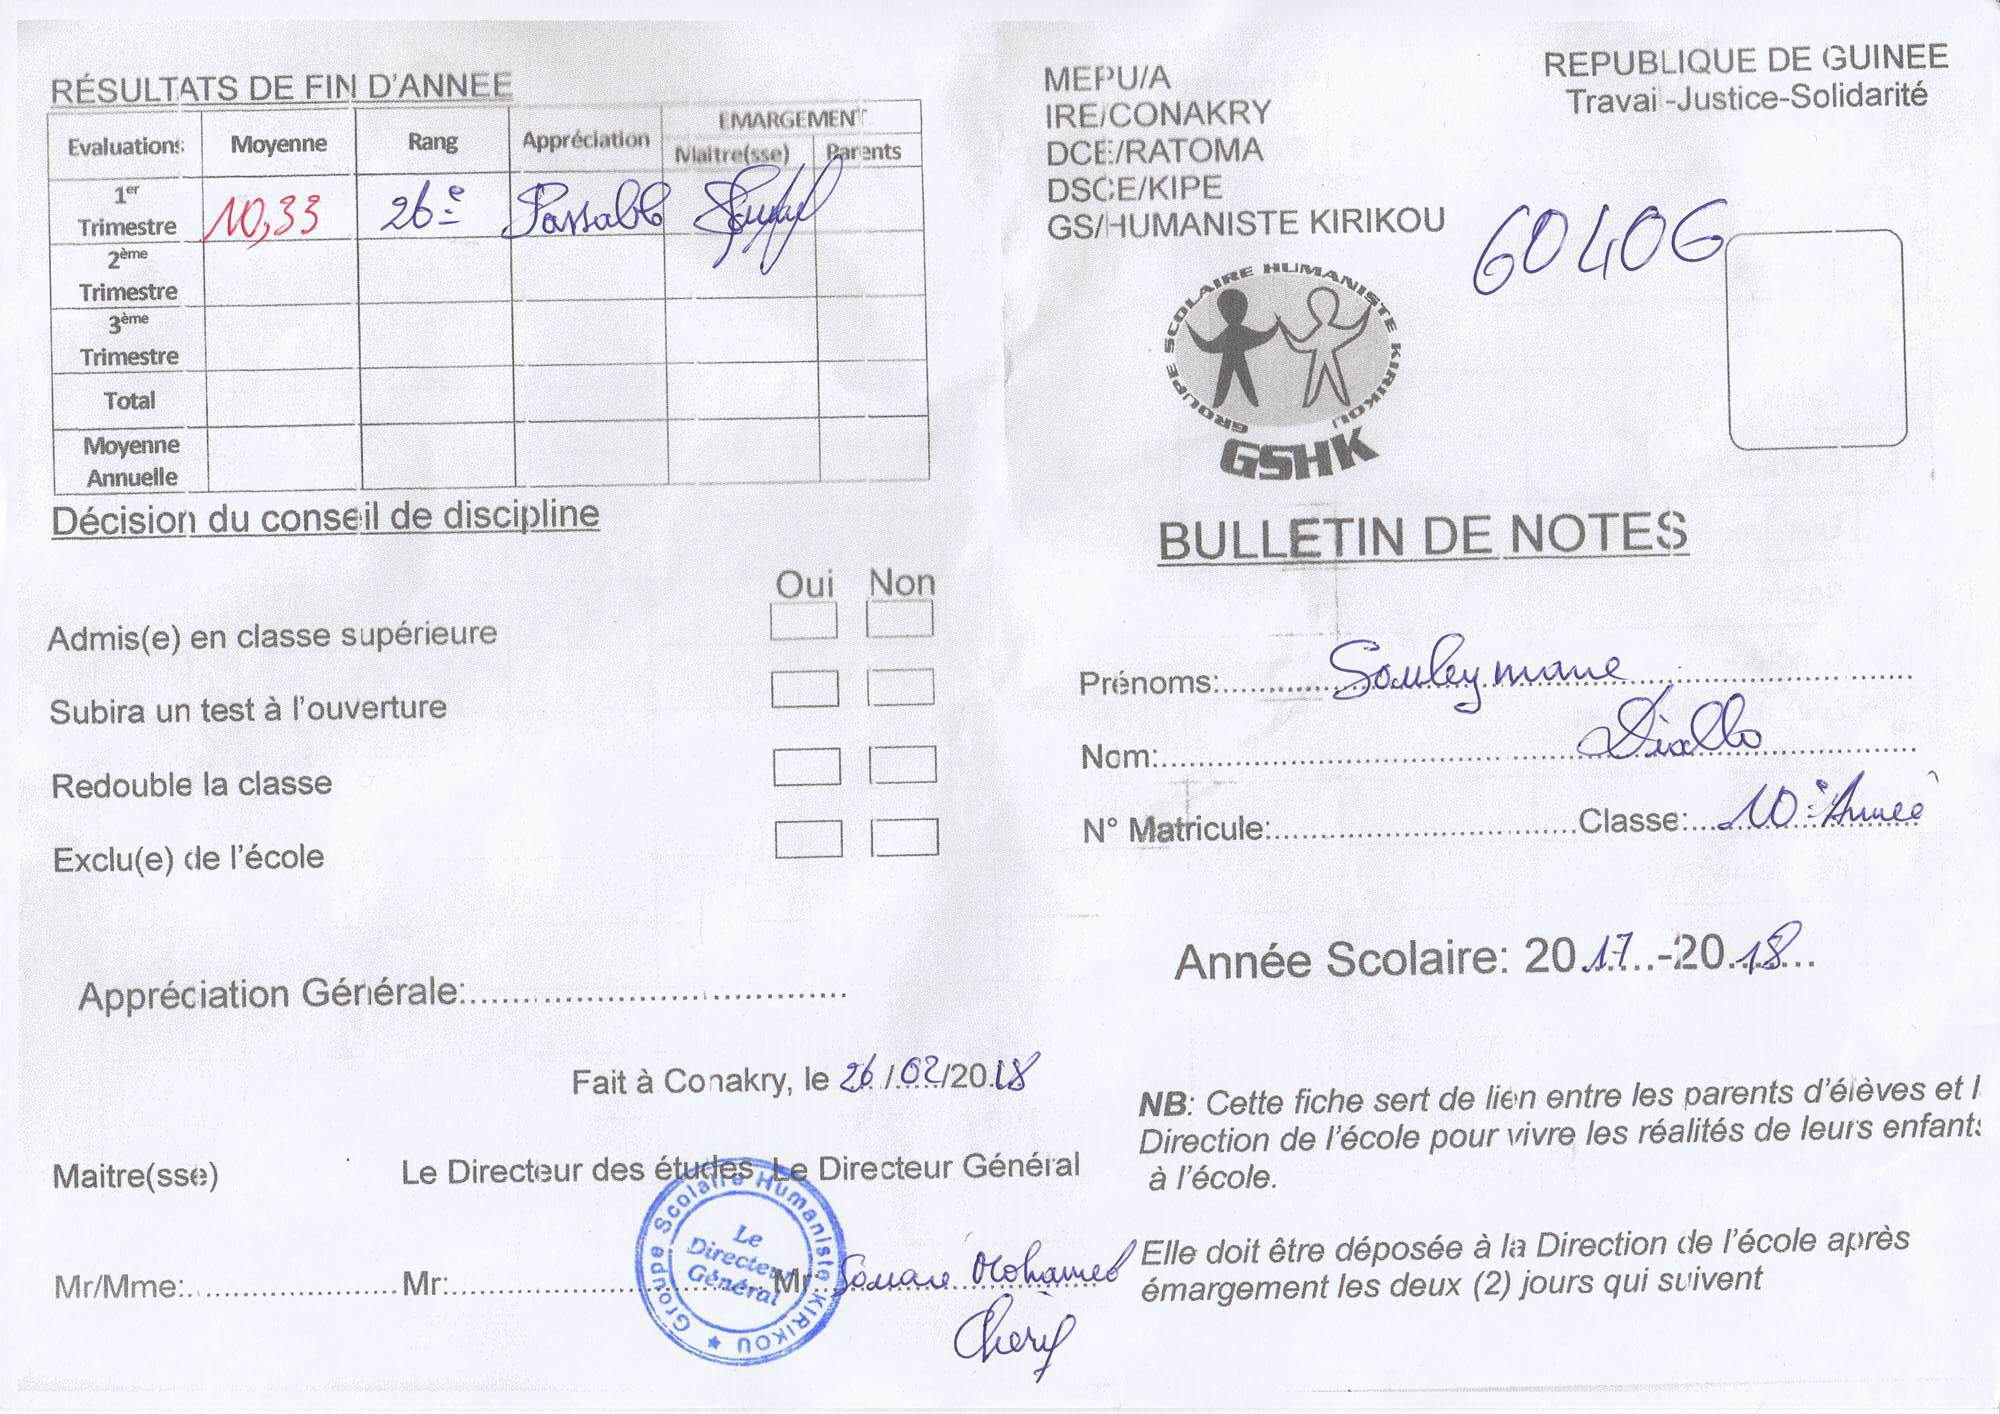 RÉSULTATS DE FIN D'ANNEE
Evaluations Moyenne Rang Appréciation EMARGEMENT
Maitre(sse) Parents
1er Trimestre 10,33 26e Passable
2ème Trimestre
3ème Trimestre
Total
Moyenne Annuelle
Décision du conseil de discipline
Oui Non
Admis(e) en classe supérieure
Subira un test à l'ouverture
Redouble la classe
Exclu(e) de l'école
Appréciation Générale:
Fait à Conakry, le 26/02/2018
Maitre(sse) Le Directeur des études Le Directeur Général
Mr/Mme: Mr: Mr Souare Mohamed
Cherif
Groupe Scolaire Humaniste KIRIKOU
Le
Directeur
Général
MEPU/A
IRE/CONAKRY
DCE/RATOMA
DSCE/KIPE
GS/HUMANISTE KIRIKOU
REPUBLIQUE DE GUINEE
Travail-Justice-Solidarité
60406
GROUPE SCOLAIRE HUMANISTE KIRIKOU
GSHK
BULLETIN DE NOTES
Prénoms: Souleymane
Nom: Diallo
N° Matricule: Classe: 10e Année
Année Scolaire: 2017-2018
NB: Cette fiche sert de lien entre les parents d'élèves et l
Direction de l'école pour vivre les réalités de leurs enfants
à l'école.
Elle doit être déposée à la Direction de l'école après
émargement les deux (2) jours qui suivent